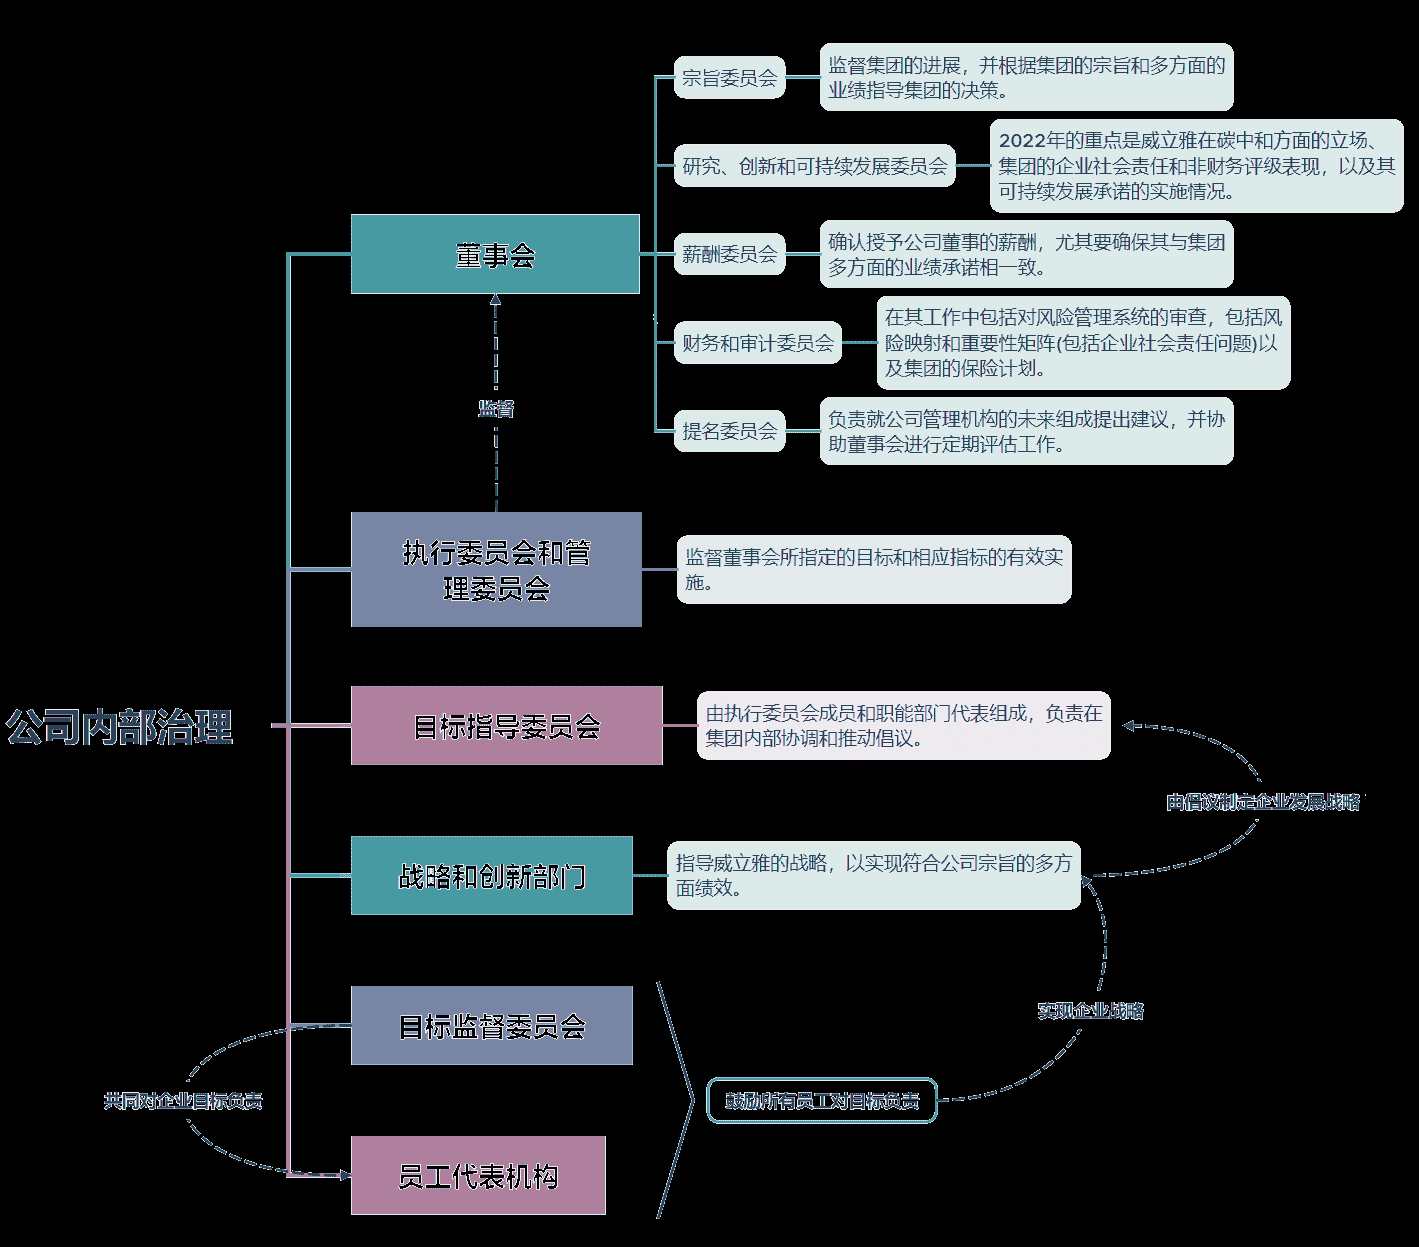 公司内部治理
董事会
宗旨委员会
监督集团的进展，并根据集团的宗旨和多方面的
业绩指导集团的决策。
研究、创新和可持续发展委员会
2022年的重点是威立雅在碳中和方面的立场、
集团的企业社会责任和非财务评级表现，以及其
可持续发展承诺的实施情况。
薪酬委员会
确认授予公司董事的薪酬，尤其要确保其与集团
多方面的业绩承诺相一致。
财务和审计委员会
在其工作中包括对风险管理系统的审查，包括风
险映射和重要性矩阵(包括企业社会责任问题)以
及集团的保险计划。
提名委员会
负责就公司管理机构的未来组成提出建议，并协
助董事会进行定期评估工作。
监督
执行委员会和管
理委员会
监督董事会所指定的目标和相应指标的有效实
施。
目标指导委员会
由执行委员会成员和职能部门代表组成，负责在
集团内部协调和推动倡议。
由倡议制定企业发展战略
战略和创新部门
指导威立雅的战略，以实现符合公司宗旨的多方
面绩效。
实现企业战略
目标监督委员会
共同对企业目标负责
鼓励所有员工对目标负责
员工代表机构